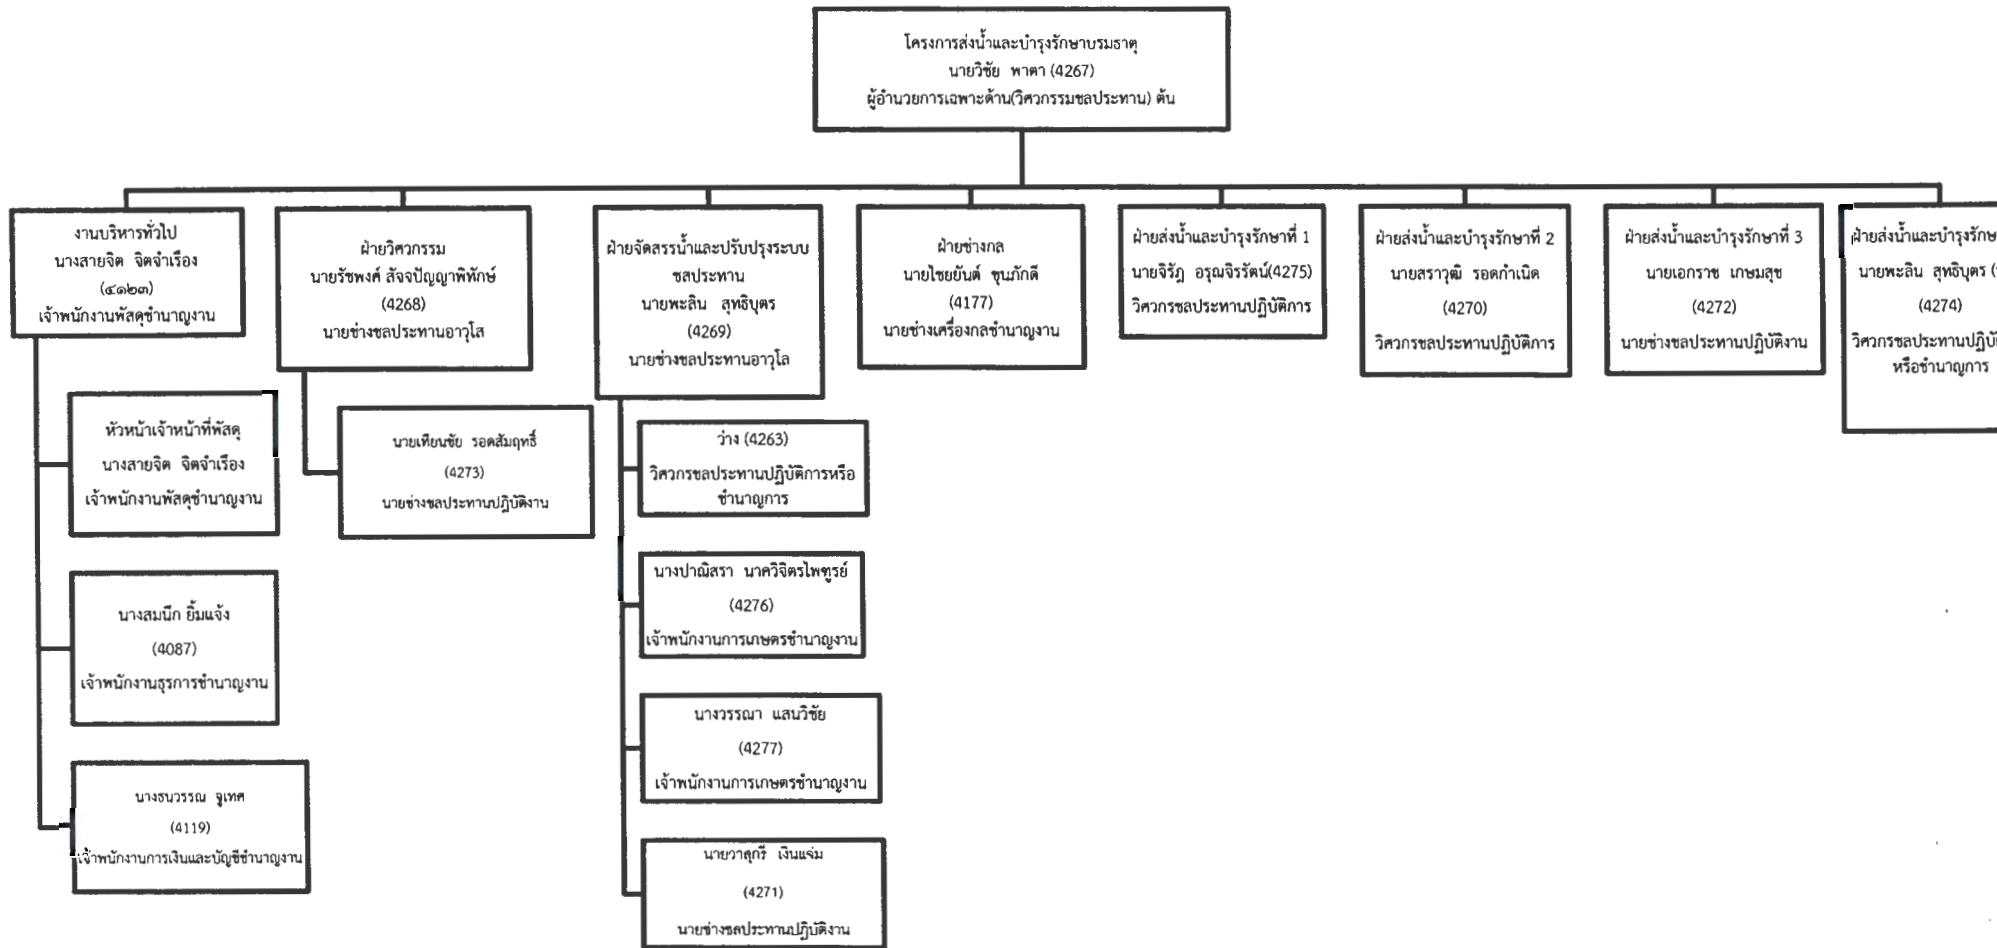 โครงการส่งน้ำและบำรุงรักษาบรมธาตุ
นายวิชัย พาตา (4267)
ผู้อำนวยการเฉพาะด้าน(วิศวกรรมชลประทาน) ต้น
งานบริหารทั่วไป
นางสายจิต จิตจำเรือง
(๔๑๒๓)
เจ้าพนักงานพัสดุชำนาญงาน
ฝ่ายวิศวกรรม
นายรัชพงศ์ สัจจปัญญาพิทักษ์
(4268)
นายช่างชลประทานอาวุโส
ฝ่ายจัดสรรน้ำและปรับปรุงระบบ
ชลประทาน
นายพะลิน สุทธิบุตร
(4269)
นายช่างชลประทานอาวุโล
ฝ่ายช่างกล
นายไชยยันต์ ขุนภักดี
(4177)
นายช่างเครื่องกลชำนาญงาน
ฝ่ายส่งน้ำและบำรุงรักษาที่ 1
นายจิรัฎ อรุณจิรรัตน์(4275)
วิศวกรชลประทานปฏิบัติการ
ฝ่ายส่งน้ำและบำรุงรักษาที่ 2
นายสราวุฒิ รอดกำเนิด
(4270)
วิศวกรชลประทานปฏิบัติการ
ฝ่ายส่งน้ำและบำรุงรักษาที่ 3
นายเอกราช เกษมสุช
(4272)
นายช่างชลประทานปฏิบัติงาน
ฝ่ายส่งน้ำและบำรุงรักษ
นายพะลิน สุทธิบุตร
(4274)
วิศวกรชลประทานปฏิบัติ
หรือชำนาญการ
หัวหน้าเจ้าหน้าที่พัสดุ
นางสายจิต จิตจำเรือง
เจ้าพนักงานพัสดุชำนาญงาน
นางสมนึก ยิ้มแจ้ง
(4087)
เจ้าพนักงานธุรการชำนาญงาน
นางธนวรรณ จูเทศ
(4119)
เจ้าพนักงานการเงินและบัญชีชำนาญงาน
นายเทียนชัย รอดสัมฤทธิ์
(4273)
นายช่างชลประทานปฏิบัติงาน
ว่าง (4263)
วิศวกรชลประทานปฏิบัติการหรือ
ชำนาญการ
นางปาณิสรา นาควิจิตรไพฑูรย์
(4276)
เจ้าพนักงานการเกษตรชำนาญงาน
นางวรรณา แสนวิชัย
(4277)
เจ้าพนักงานการเกษตรชำนาญงาน
นายวาสุกรี เงินแจ่ม
(4271)
นายช่างชลประทานปฏิบัติงาน